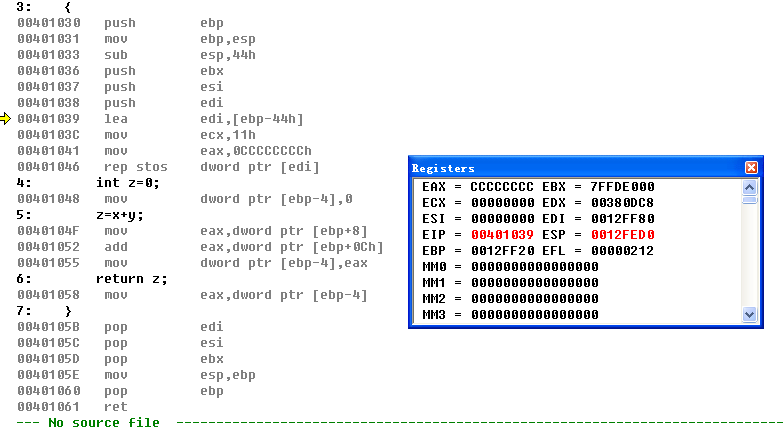 3:    {
00401030   push        ebp
00401031   mov         ebp,esp
00401033   sub         esp,44h
00401036   push        ebx
00401037   push        esi
00401038   push        edi
00401039   lea         edi,[ebp-44h]
0040103C   mov         ecx,11h
00401041   mov         eax,0CCCCCCCCh
00401046   rep stos    dword ptr [edi]
4:        int z=0;
00401048   mov         dword ptr [ebp-4],0
5:        z=x+y;
0040104F   mov         eax,dword ptr [ebp+8]
00401052   add         eax,dword ptr [ebp+0Ch]
00401055   mov         dword ptr [ebp-4],eax
6:        return z;
00401058   mov         eax,dword ptr [ebp-4]
7:    }
0040105B   pop         edi
0040105C   pop         esi
0040105D   pop         ebx
0040105E   mov         esp,ebp
00401060   pop         ebp
00401061   ret
--- No source file  ----------------------------------------------------------------------------
Registers
EAX = CCCCCCCC EBX = 7FFDE000
ECX = 00000000 EDX = 00380DC8
ESI = 00000000 EDI = 0012FF80
EIP = 00401039 ESP = 0012FED0
EBP = 0012FF20 EFL = 00000212
MM0 = 0000000000000000
MM1 = 0000000000000000
MM2 = 0000000000000000
MM3 = 0000000000000000